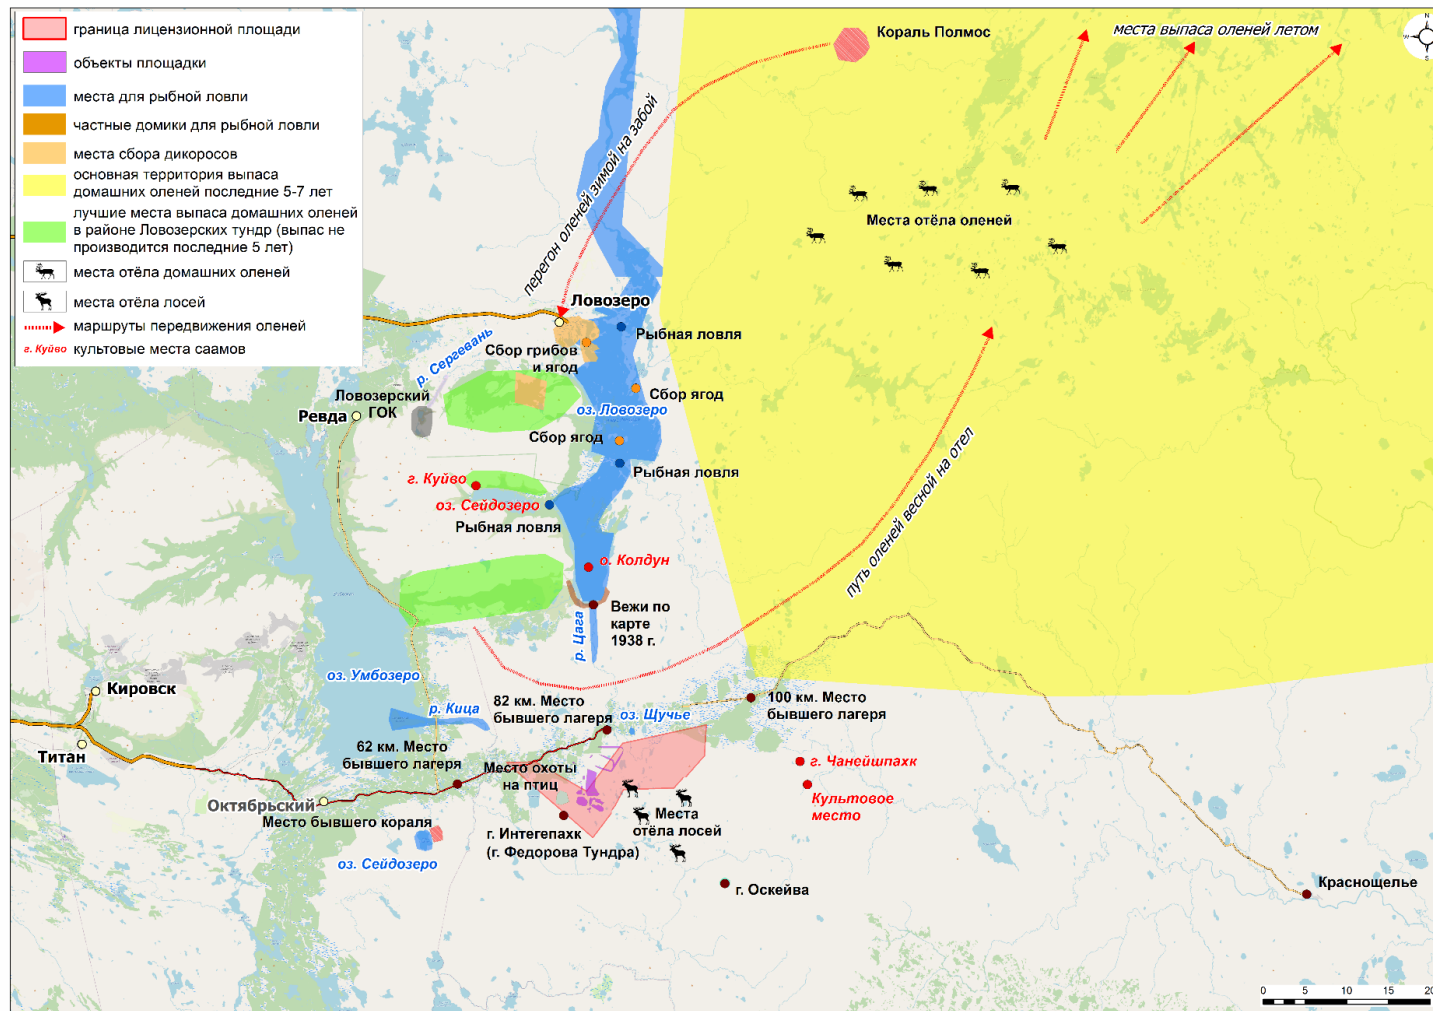 граница лицензионной площади
объекты площадки
места для рыбной ловли
частные домики для рыбной ловли
места сбора дикоросов
основная территория выпаса
домашних оленей последние 5-7 лет
лучшие места выпаса домашних оленей
в районе Ловозерских тундр (выпас не
производится последние 5 лет)
места отёла домашних оленей
места отёла лосей
маршруты передвижения оленей
г. Куйво
культовые места саамов
Кораль Полмос
места выпаса оленей летом
N
W
S
перегон оленей зимой на забой
Места отёла оленей
Ловозеро
Рыбная ловля
р. Сергевань
Сбор грибов
и ягод
Ловозерский
ГОК
Ревда
Сбор ягод
оз. Ловозеро
Сбор ягод
Рыбная ловля
г. Куйво
оз. Сейдозеро
Рыбная ловля
путь оленей весной на отел
о. Колдун
Вежи по
карте
1938 г.
р. Цага
оз. Умбозеро
Кировск
р. Кица
82 км. Место
бывшего лагеря
оз. Щучье
100 км. Место
бывшего лагеря
Титан
62 км. Место
бывшего лагеря
Место охоты
на птиц
г. Чанейшпахк
Культовое
место
Октябрьский
Место бывшего кораля
Места
отёла лосей
г. Интегепахк
(г. Федорова Тундра)
оз. Сейдозеро
г. Оскейва
Краснощелье
0
5
10
15
20